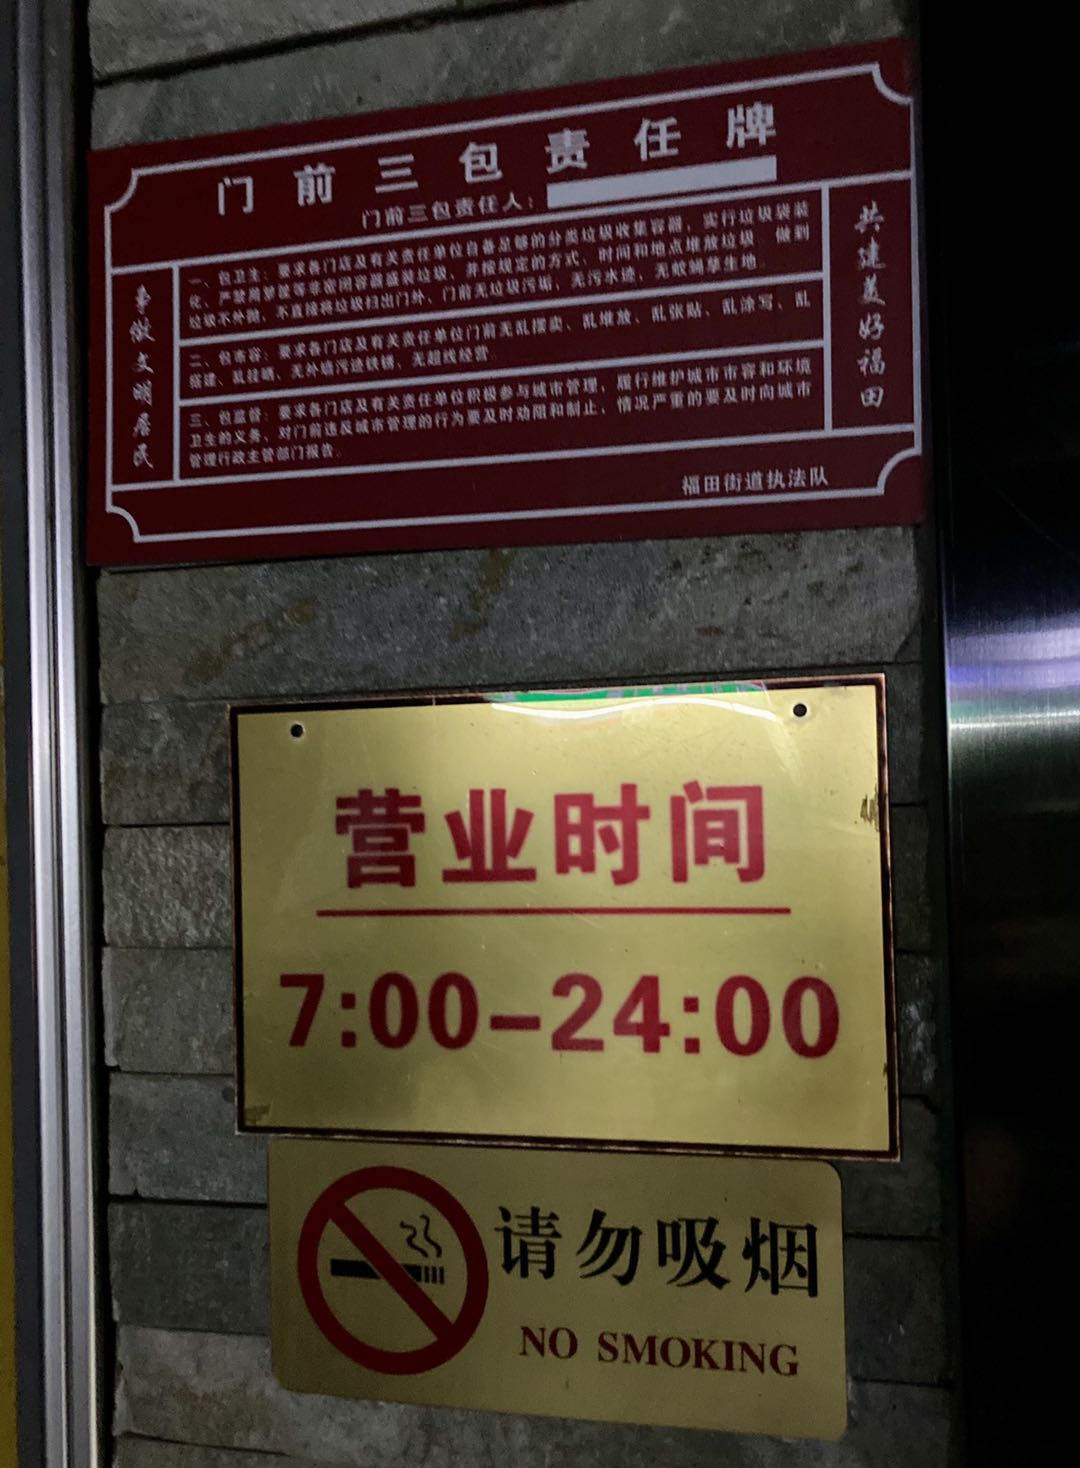 门前三包责任牌
门前三包责任人：
争做文明居民
一、包卫生：要求各门店及有关责任单位自备足够的分类垃圾收集容器，实行垃圾袋装
化，严禁用箩筐等非密闭容器盛装垃圾，并按规定的方式、时间和地点堆放垃圾，做到
垃圾不外抛，不直接将垃圾扫出门外，门前无垃圾污垢，无污水迹，无蚊蝇孳生地。
二、包市容：要求各门店及有关责任单位门前无乱摆卖、乱堆放、乱张贴、乱涂写、乱
搭建、乱挂晒、无外墙污迹铁锈，无超线经营。
三、包监督：要求各门店及有关责任单位积极参与城市管理，履行维护城市市容和环境
卫生的义务，对门前违反城市管理的行为要及时劝阻和制止，情况严重的要及时向城市
管理行政主管部门报告。
共建美好福田
福田街道执法队
营业时间
7:00-24:00
请勿吸烟
NO SMOKING